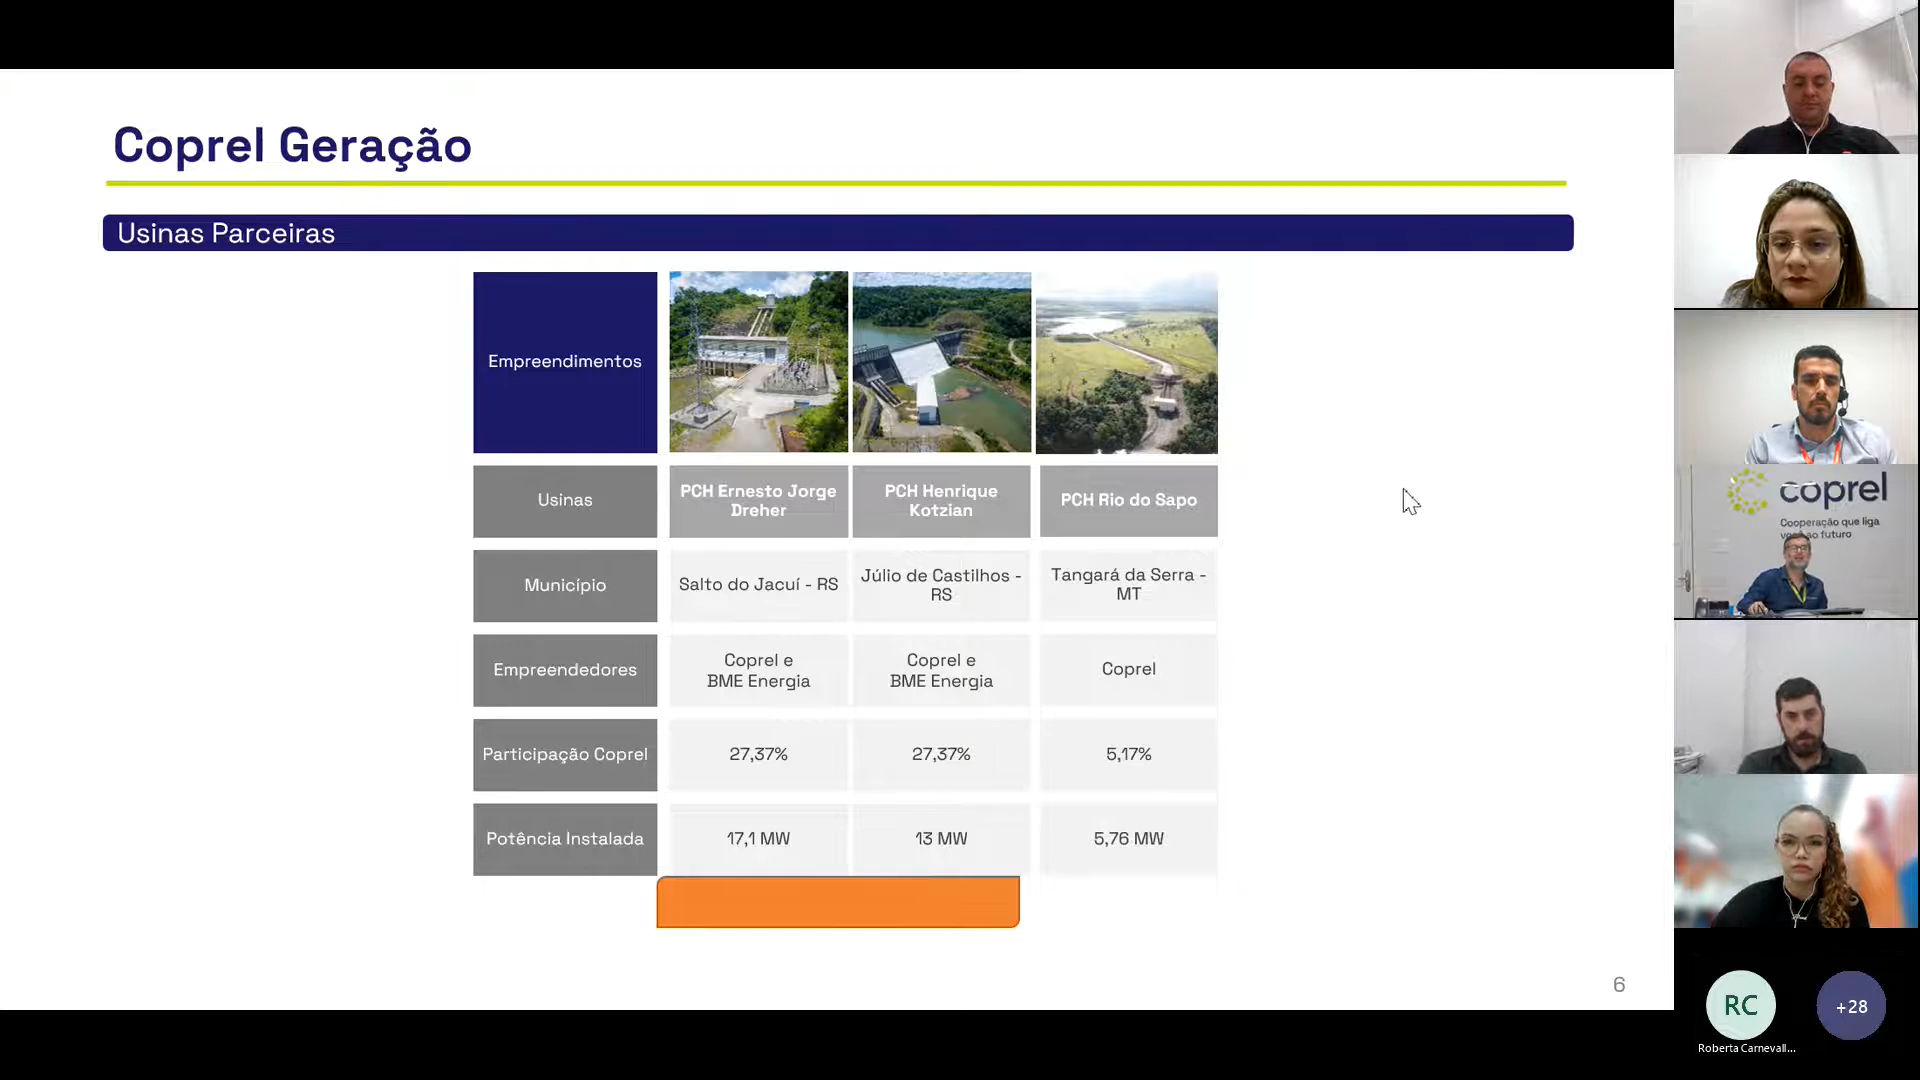 Coprel Geração
Usinas Parceiras
Empreendimentos
Usinas
PCH Ernesto Jorge
Dreher
PCH Henrique
Kotzian
PCH Rio do Sapo
Município
Salto do Jacuí - RS
Júlio de Castilhos -
RS
Tangará da Serra -
MT
Empreendedores
Coprel e
BME Energia
Coprel e
BME Energia
Coprel
Participação Coprel
27,37%
27,37%
5,17%
Potência Instalada
17,1 MW
13 MW
5,76 MW
6
coprel
Cooperação que liga
você ao futuro
RC
+28
Roberta Carnevall...